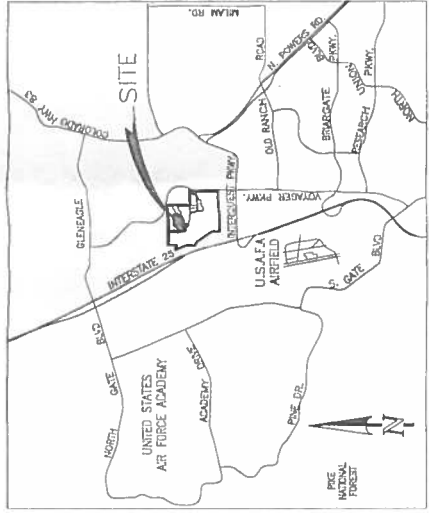 MILAM RD.
COLORADO HWY 83
SITE
ROAD
N. POWERS RD.
GLENEAGLE
OLD RANCH
BRIARGATE
PKWY.
UNION
RESEARCH
PKWY.
NORTH
INTERQUEST PKWY.
VOYAGER PKWY.
INTERSTATE 25
U.S.A.F.A
AIRFIELD
S. GATE
BLVD
NORTH
GATE
BLVD
UNITED STATES
AIR FORCE ACADEMY
ACADEMY
DRIVE
PINE DR.
N
PIKE
NATIONAL
FOREST